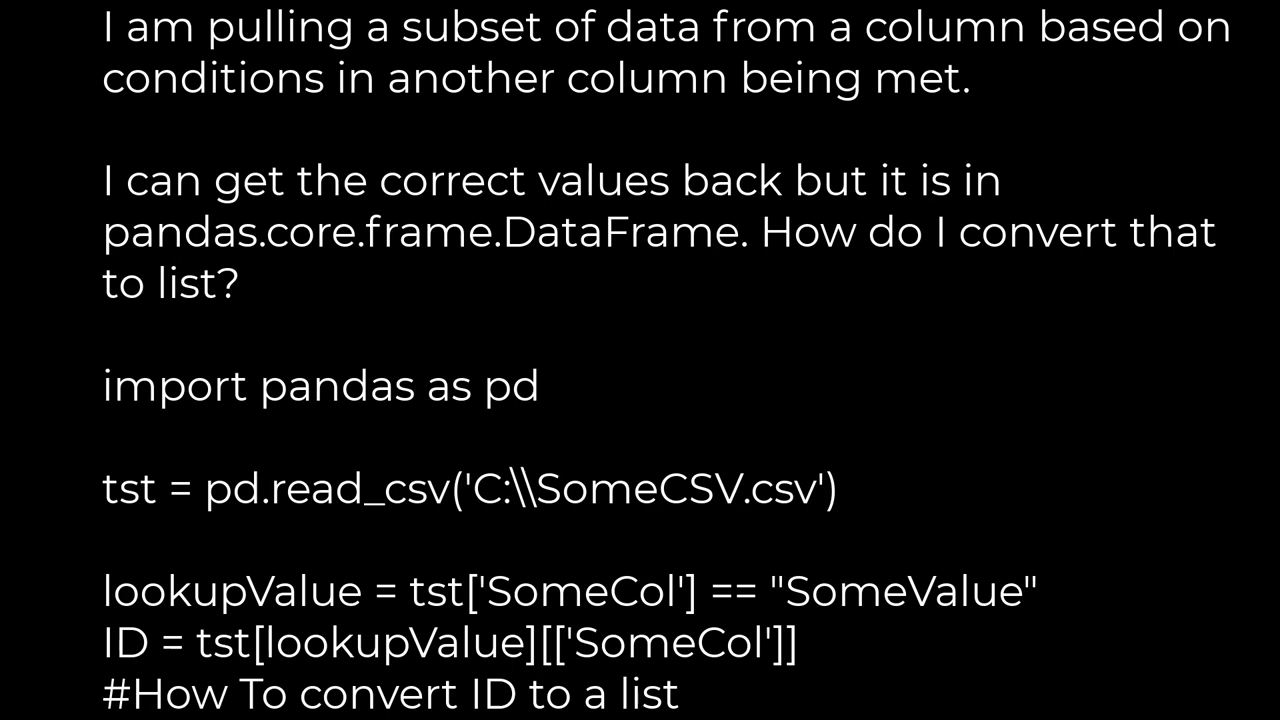 I am pulling a subset of data from a column based on
conditions in another column being met.
I can get the correct values back but it is in
pandas.core.frame.DataFrame. How do I convert that
to list?
import pandas as pd
tst = pd.read_csv('C:\\SomeCSV.csv')
lookupValue = tst['SomeCol'] == "SomeValue"
ID = tst[lookupValue][['SomeCol']]
#How To convert ID to a list